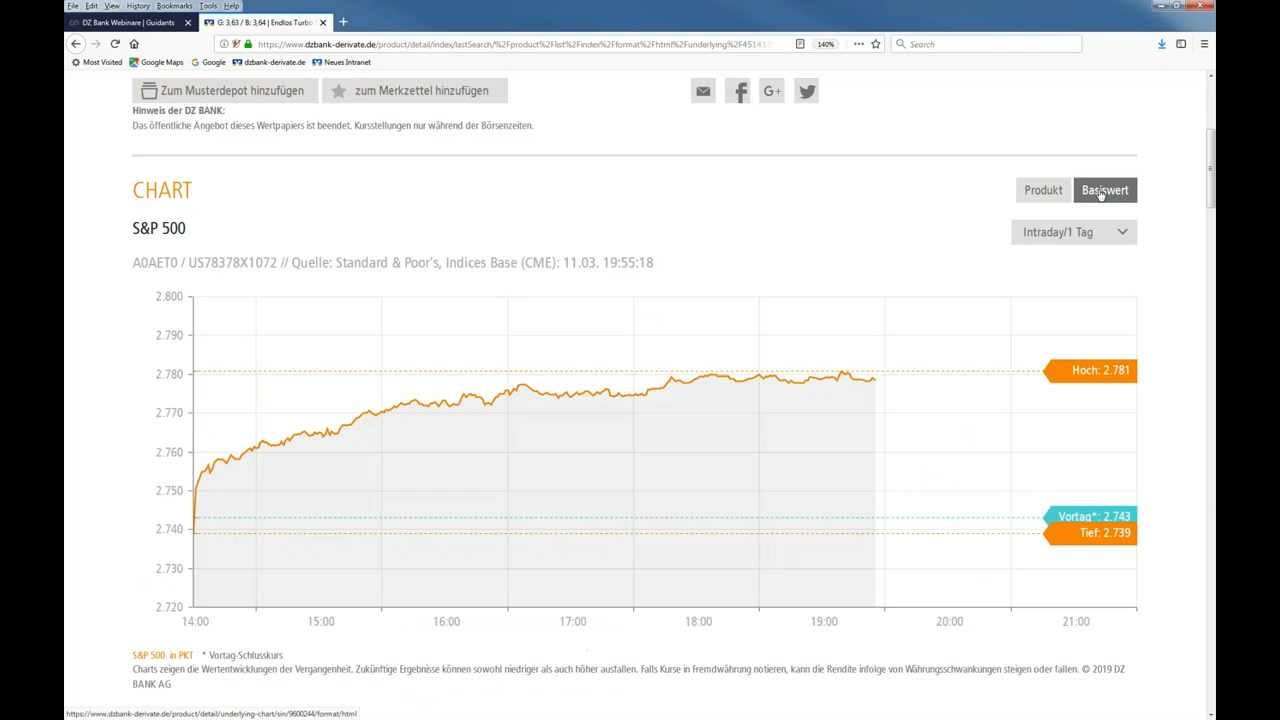 File Edit View History Bookmarks Tools Help
DZ Bank Webinare | Guidants
G: 3,63 / B: 3,64 | Endlos Turbo
https://www.dzbank-derivate.de/product/detail/index/lastSearch/%2Fproduct%2Flist%2Findex%2Fformat%2Fhtml%2Funderlying%2F45141
140%
Search
Most Visited Google Maps Google dzbank-derivate.de Neues Intranet
Zum Musterdepot hinzufügen zum Merkzettel hinzufügen
G+
Hinweis der DZ BANK:
Das öffentliche Angebot dieses Wertpapiers ist beendet. Kursstellungen nur während der Börsenzeiten.
CHART
Produkt Basiswert
S&P 500
Intraday/1 Tag
A0AET0 / US78378X1072 // Quelle: Standard & Poor's, Indices Base (CME): 11.03. 19:55:18
2.800
2.790
2.780
Hoch: 2.781
2.770
2.760
2.750
Vortag*: 2.743
2.740
Tief: 2.739
2.730
2.720
14:00 15:00 16:00 17:00 18:00 19:00 20:00 21:00
S&P 500 in PKT * Vortag-Schlusskurs
Charts zeigen die Wertentwicklungen der Vergangenheit. Zukünftige Ergebnisse können sowohl niedriger als auch höher ausfallen. Falls Kurse in Fremdwährung notieren, kann die Rendite infolge von Währungsschwankungen steigen oder fallen. © 2019 DZ
BANK AG
https://www.dzbank-derivate.de/product/detail/underlying-chart/sin/9600244/format/html